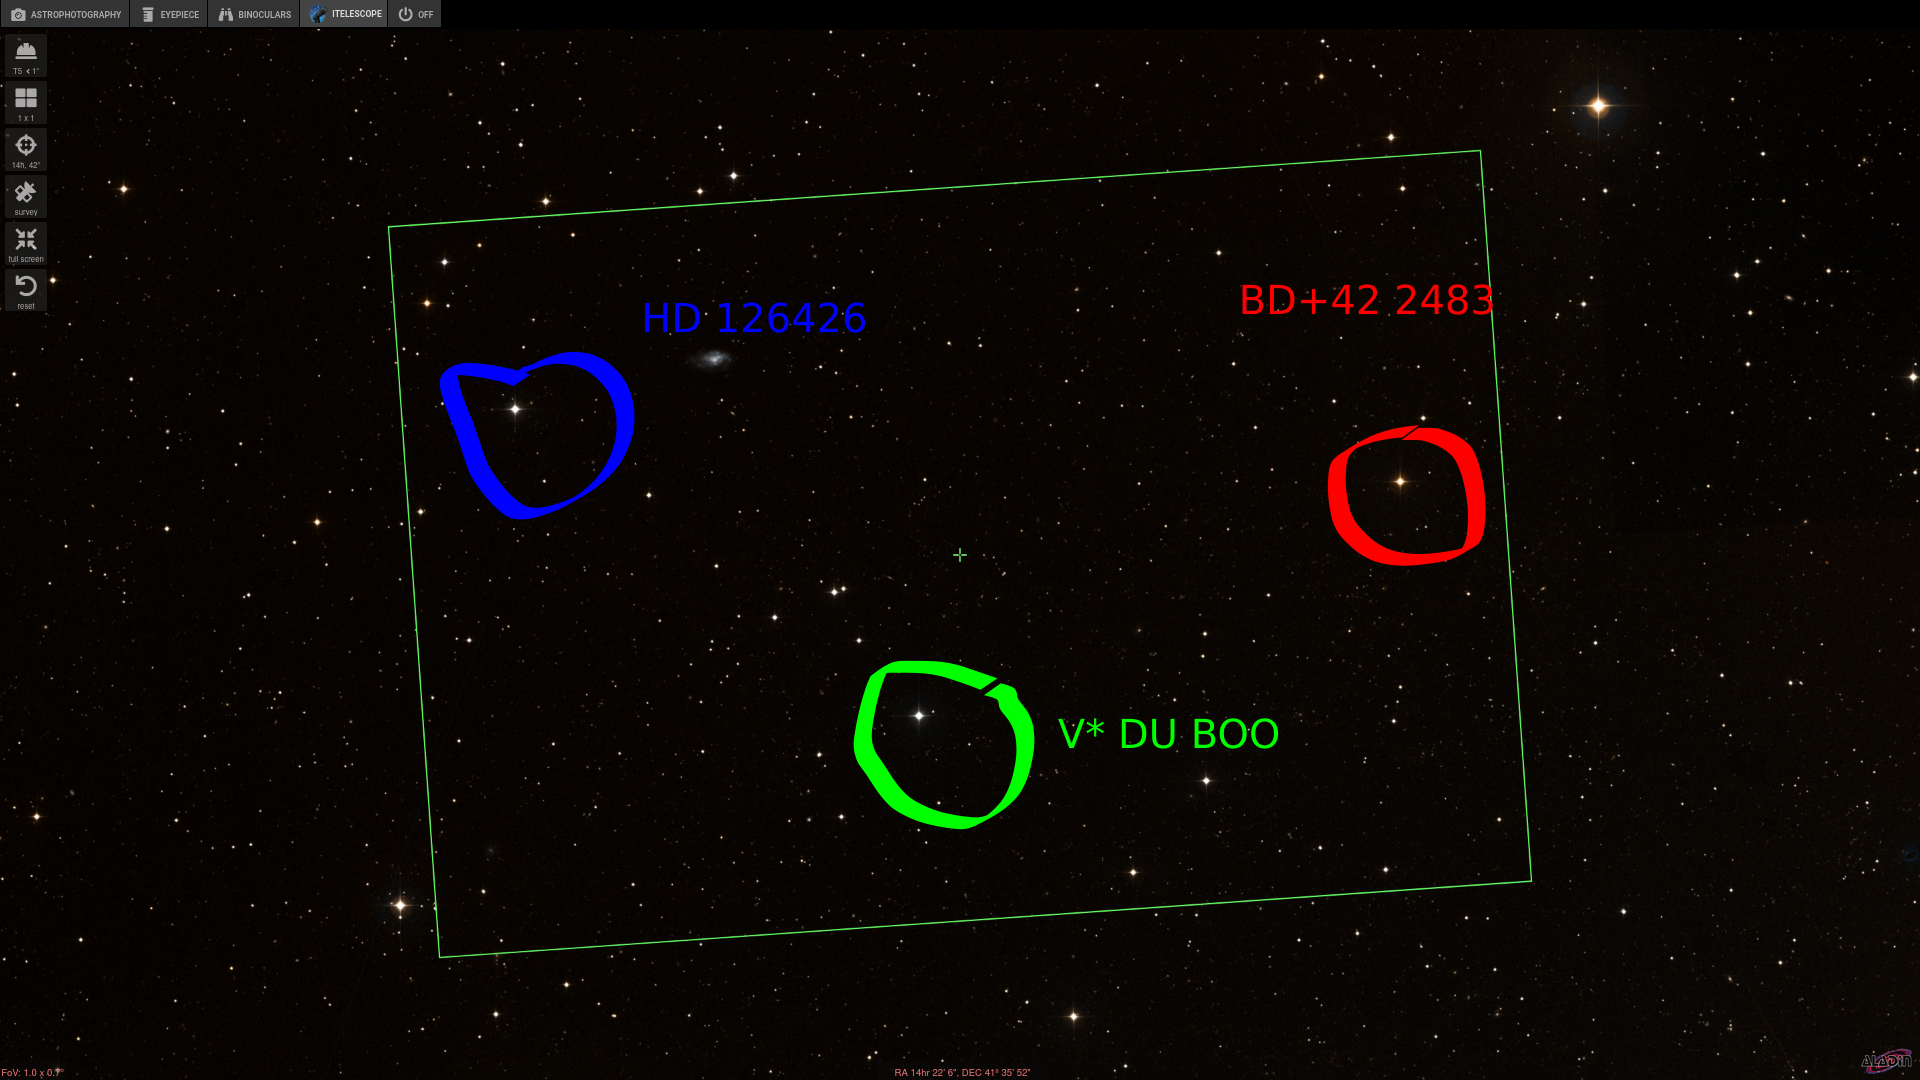 ASTROPHOTOGRAPHY EYEPIECE BINOCULARS ITELESCOPE OFF
T5 < 1°
1 x 1
14h, 42°
survey
full screen
reset
HD 126426
BD+42 2483
V* DU BOO
FoV: 1.0 x 0.7°
RA 14hr 22' 6", DEC 41° 35' 52"
ALADIN